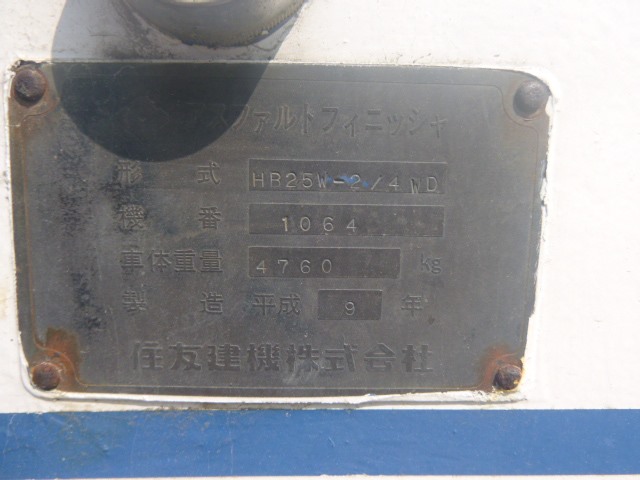 アスファルトフィニッシャ
形式 HB25W-2/4WD
機番 1064
車体重量 4760 kg
製造 平成 9 年
住友建機株式会社